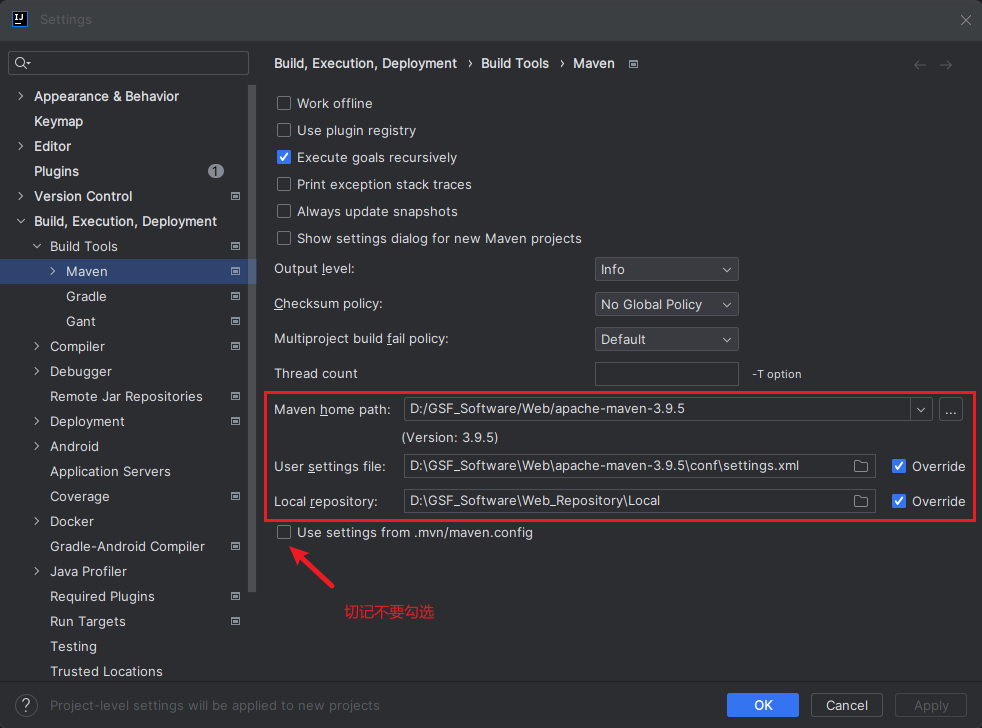 Settings
Build, Execution, Deployment › Build Tools › Maven
Appearance & Behavior
Keymap
Editor
Plugins 1
Version Control
Build, Execution, Deployment
Build Tools
Maven
Gradle
Gant
Compiler
Debugger
Remote Jar Repositories
Deployment
Android
Application Servers
Coverage
Docker
Gradle-Android Compiler
Java Profiler
Required Plugins
Run Targets
Testing
Trusted Locations
Work offline
Use plugin registry
Execute goals recursively
Print exception stack traces
Always update snapshots
Show settings dialog for new Maven projects
Output level: Info
Checksum policy: No Global Policy
Multiproject build fail policy: Default
Thread count -T option
Maven home path: D:/GSF_Software/Web/apache-maven-3.9.5 ...
(Version: 3.9.5)
User settings file: D:\GSF_Software\Web\apache-maven-3.9.5\conf\settings.xml Override
Local repository: D:\GSF_Software\Web_Repository\Local Override
Use settings from .mvn/maven.config
切记不要勾选
? Project-level settings will be applied to new projects
OK Cancel Apply